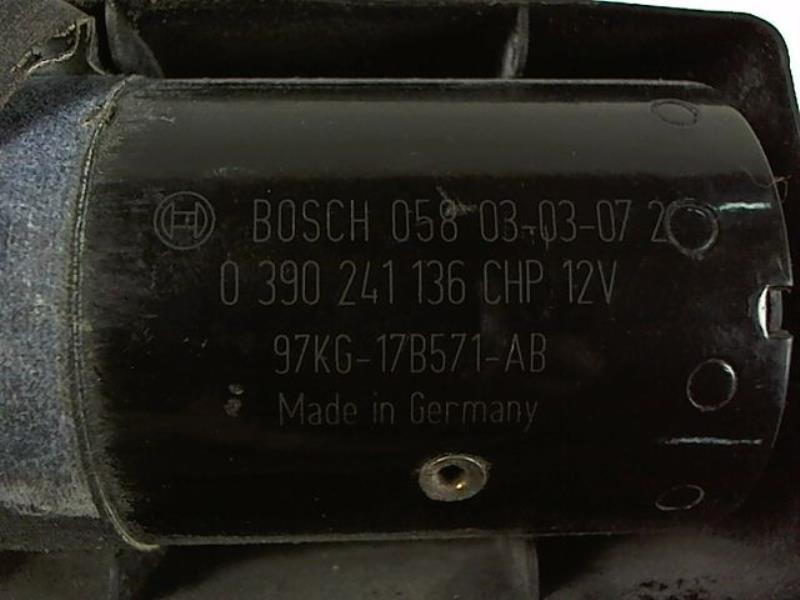 BOSCH 058 03-03-07 2
0 390 241 136 CHP 12V
97KG-17B571-AB
Made in Germany